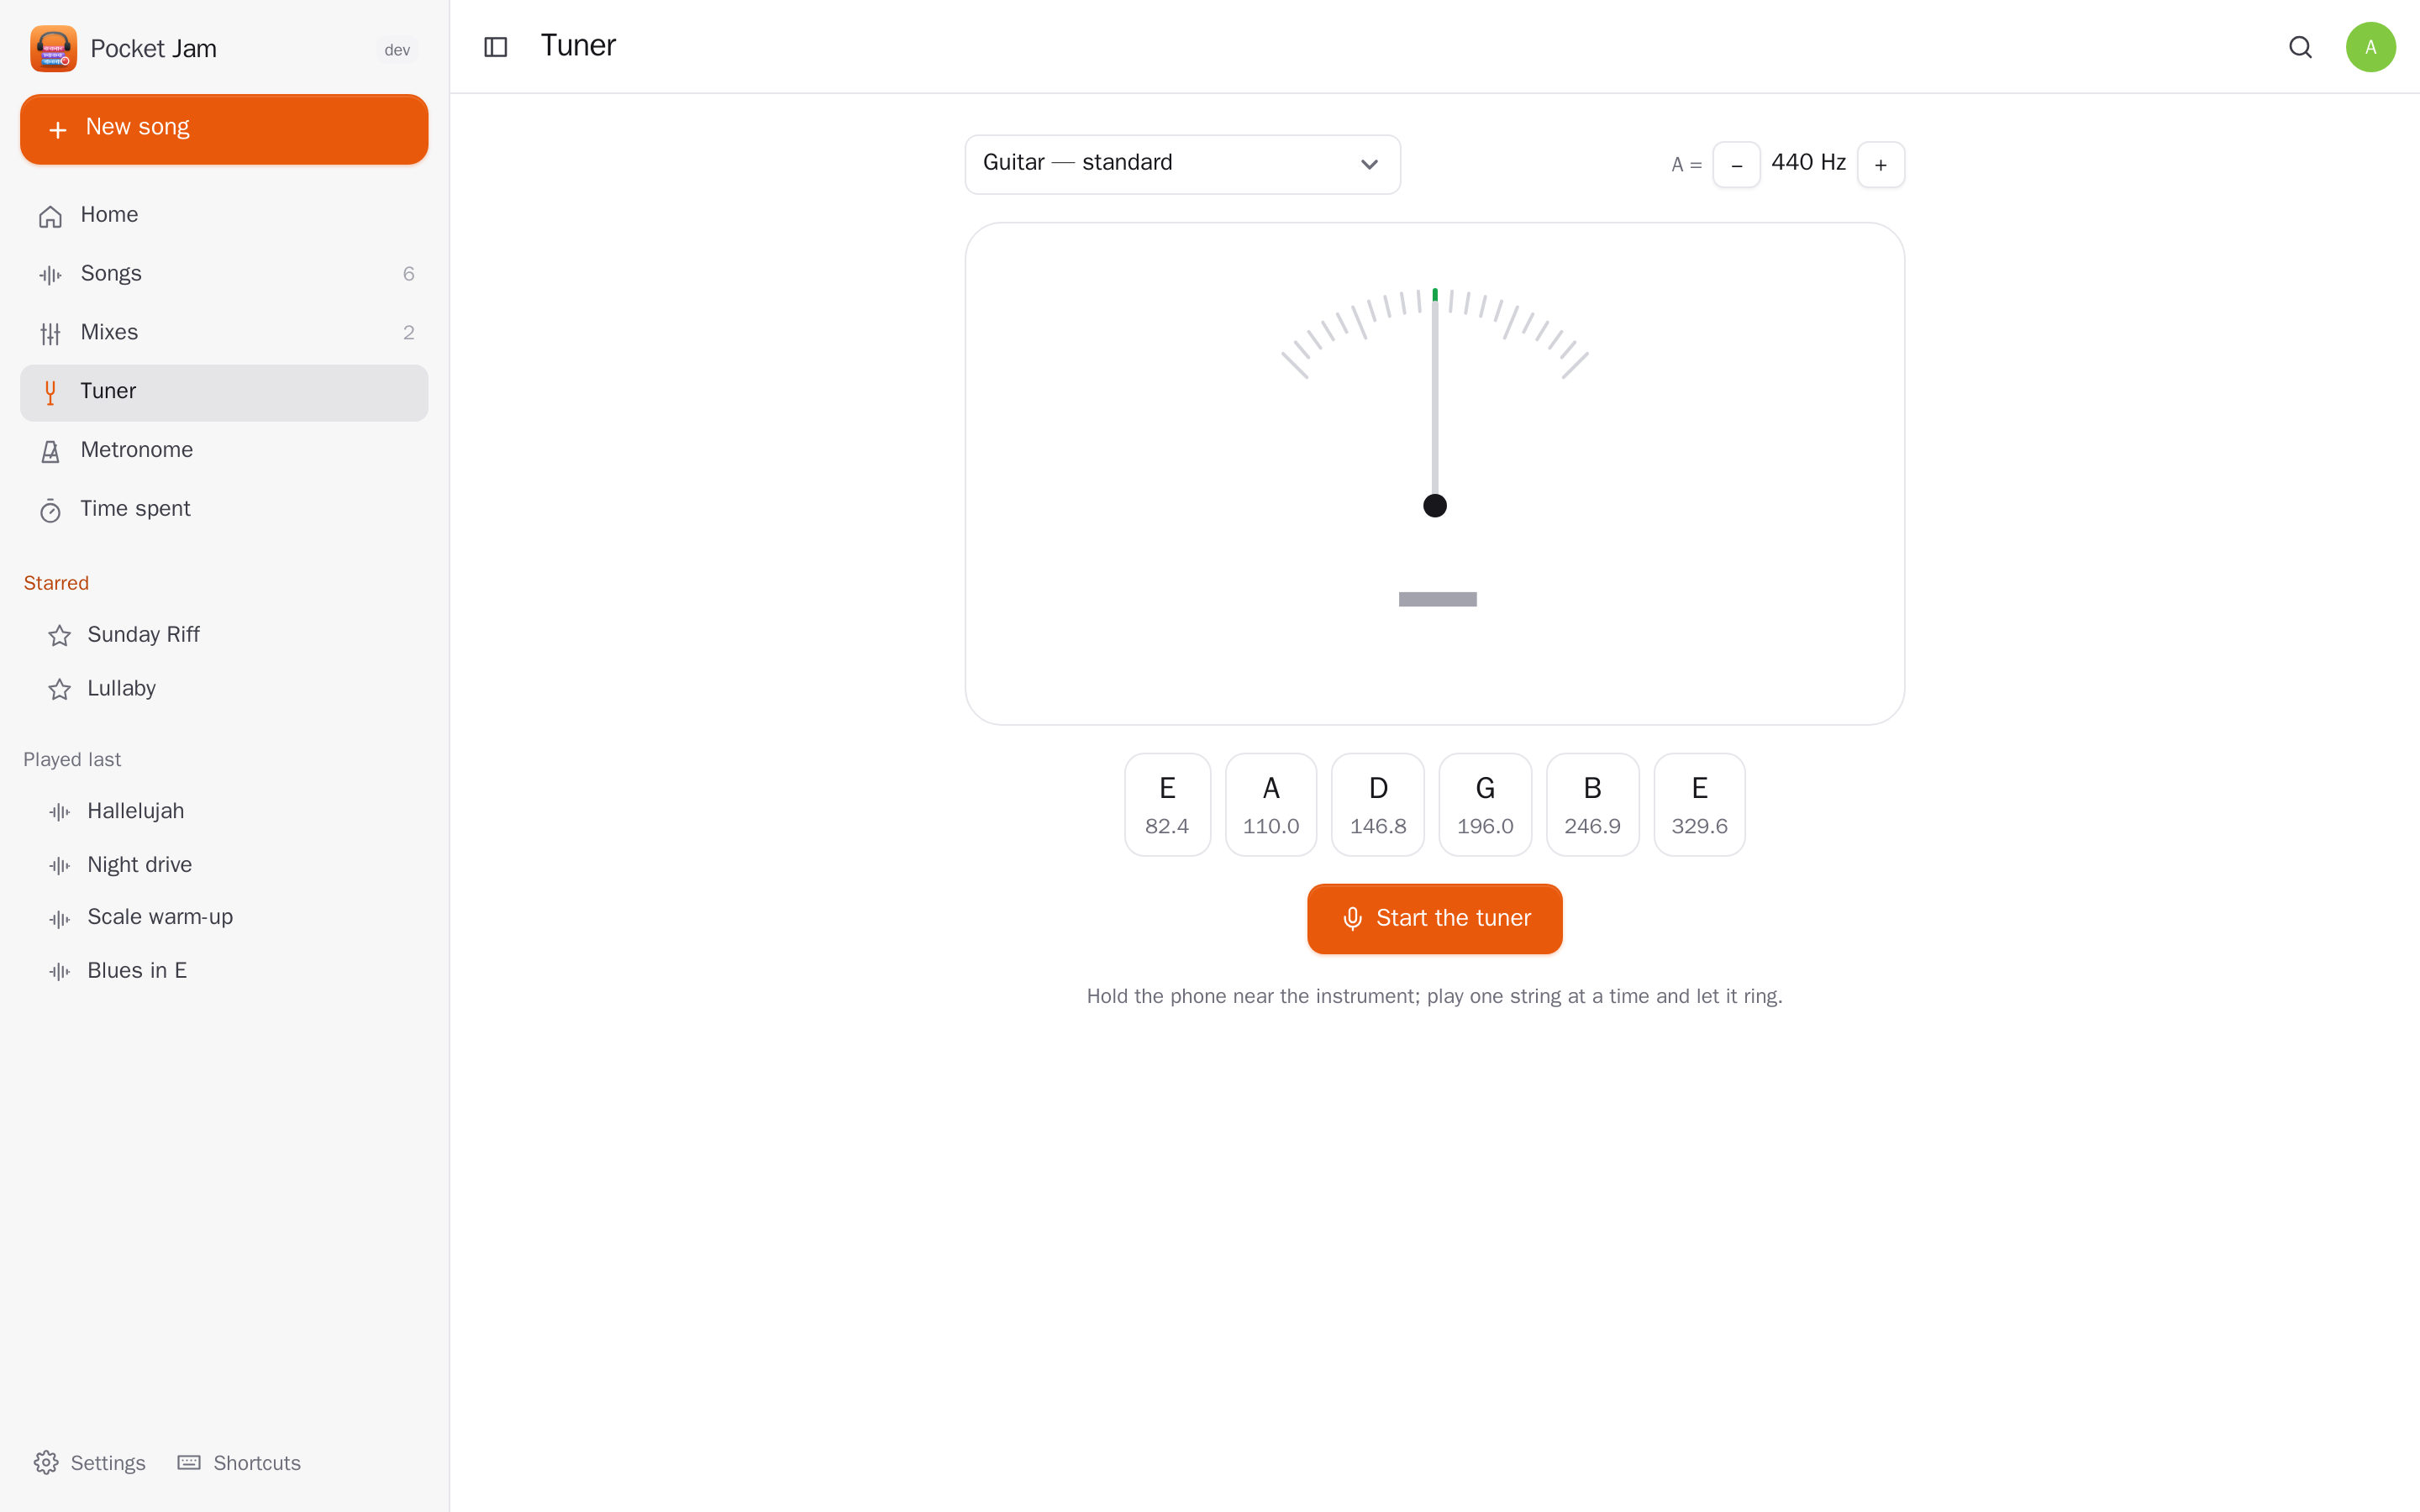 Pocket Jam
dev
New song
Home
Songs 6
Mixes 2
Tuner
Metronome
Time spent
Starred
Sunday Riff
Lullaby
Played last
Hallelujah
Night drive
Scale warm-up
Blues in E
Settings
Shortcuts
Tuner
A
Guitar — standard
A = − 440 Hz +
—
E A D G B E
82.4 110.0 146.8 196.0 246.9 329.6
Start the tuner
Hold the phone near the instrument; play one string at a time and let it ring.